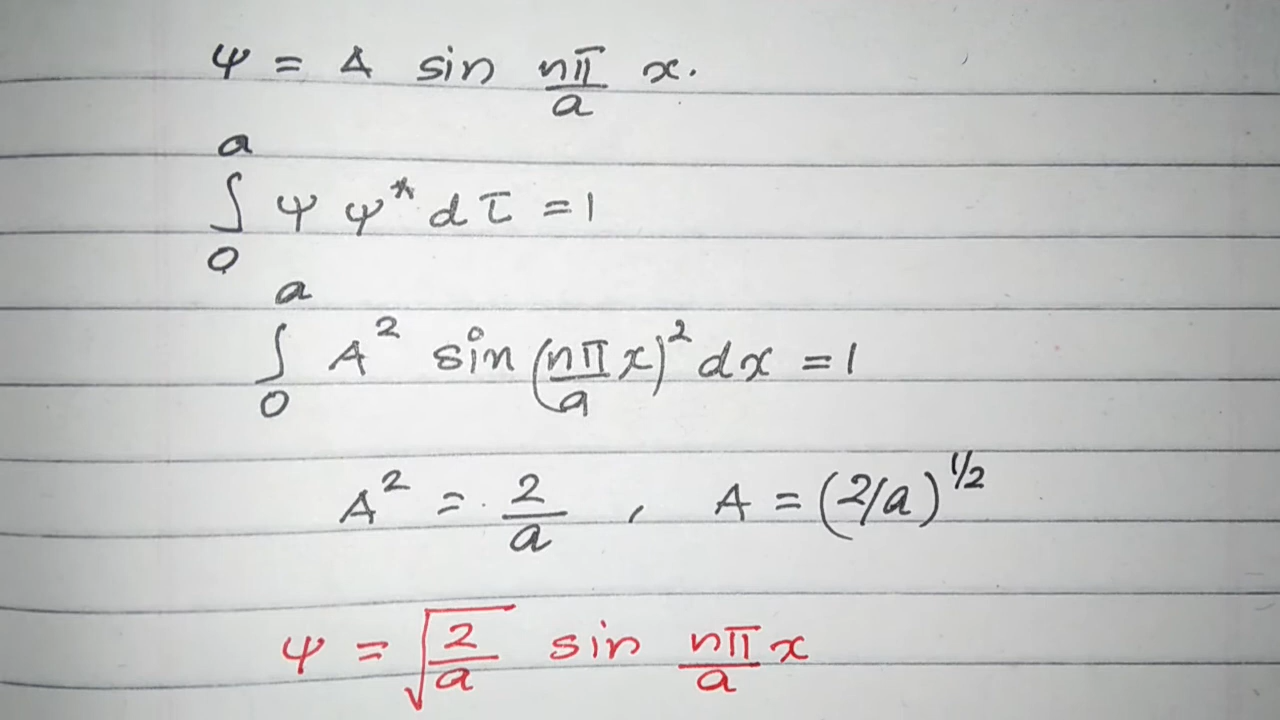 ψ = A sin nπ/a x.
∫₀ᵃ ψ ψ* dτ = 1
∫₀ᵃ A² sin (nπ/a x)² dx = 1
A² = 2/a , A = (2/a)^1/2
ψ = √(2/a) sin nπ/a x